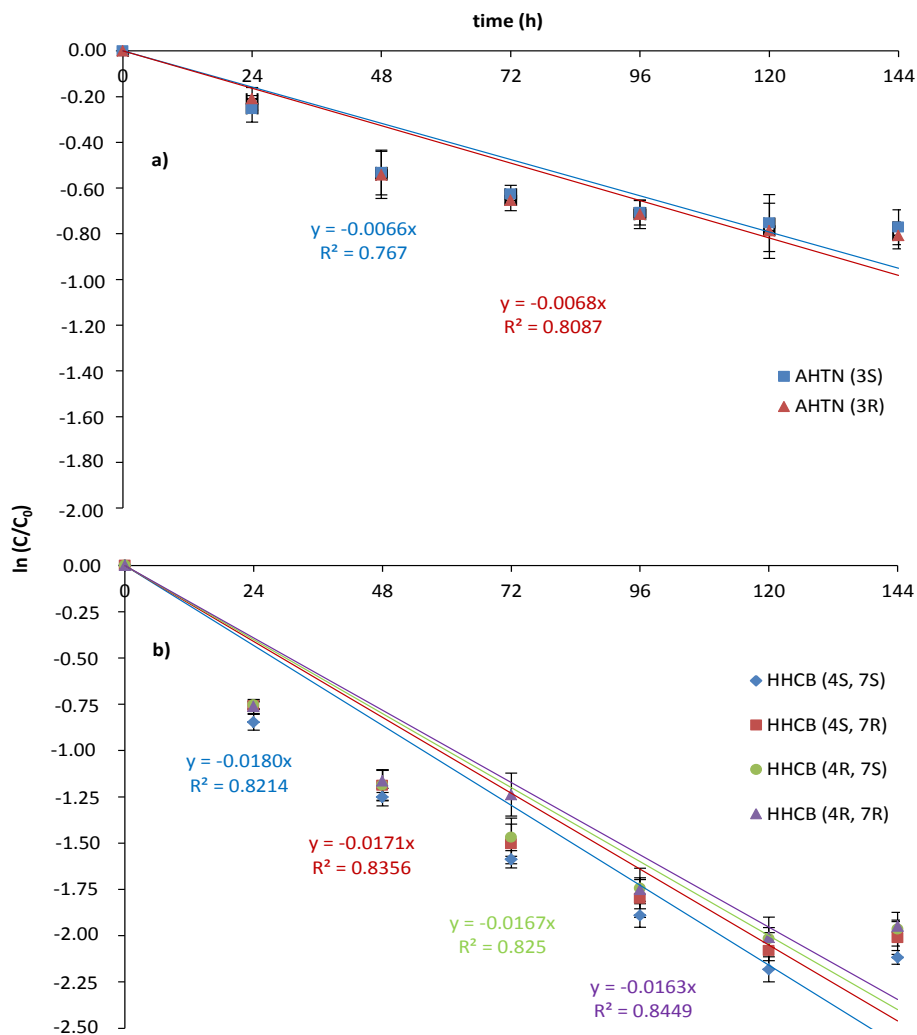 time (h)
0.00
0 24 48 72 96 120 144
-0.20
-0.40
a)
-0.60
-0.80
y = -0.0066x
R² = 0.767
-1.00
y = -0.0068x
R² = 0.8087
-1.20
-1.40
AHTN (3S)
AHTN (3R)
-1.60
-1.80
-2.00
ln (C/C₀)
0.00
0 24 48 72 96 120 144
-0.25
b)
-0.50
HHCB (4S, 7S)
HHCB (4S, 7R)
HHCB (4R, 7S)
HHCB (4R, 7R)
-0.75
-1.00
y = -0.0180x
R² = 0.8214
-1.25
-1.50
y = -0.0171x
R² = 0.8356
-1.75
y = -0.0167x
R² = 0.825
-2.00
-2.25
y = -0.0163x
R² = 0.8449
-2.50